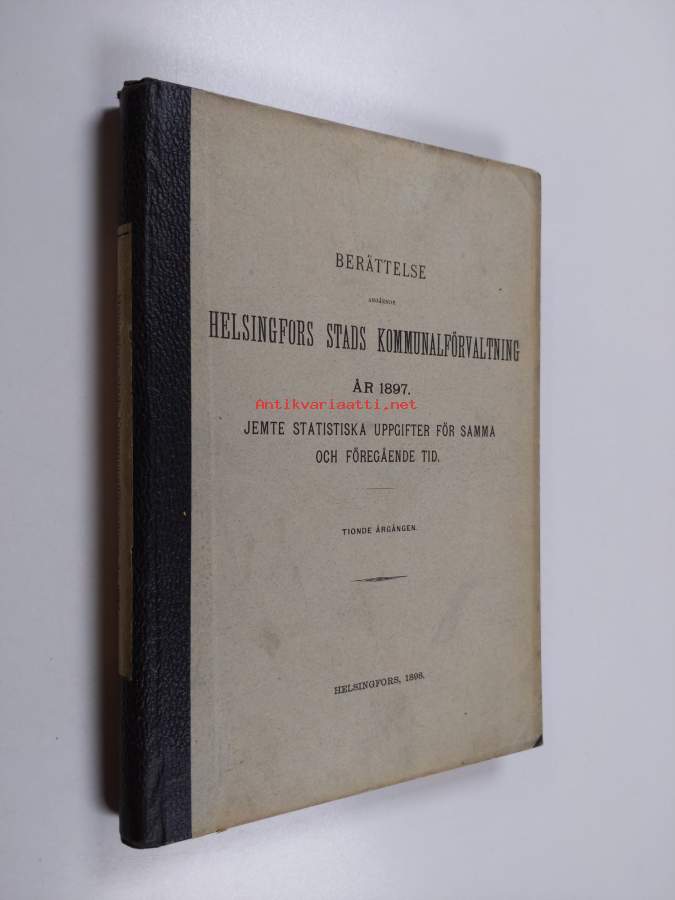 BERÄTTELSE
ANGÅENDE
HELSINGFORS STADS KOMMUNALFÖRVALTNING
ÅR 1897.
Antikvariaatti.net
JEMTE STATISTISKA UPPGIFTER FÖR SAMMA
OCH FÖREGÅENDE TID.
TIONDE ÅRGÅNGEN.
HELSINGFORS, 1898.